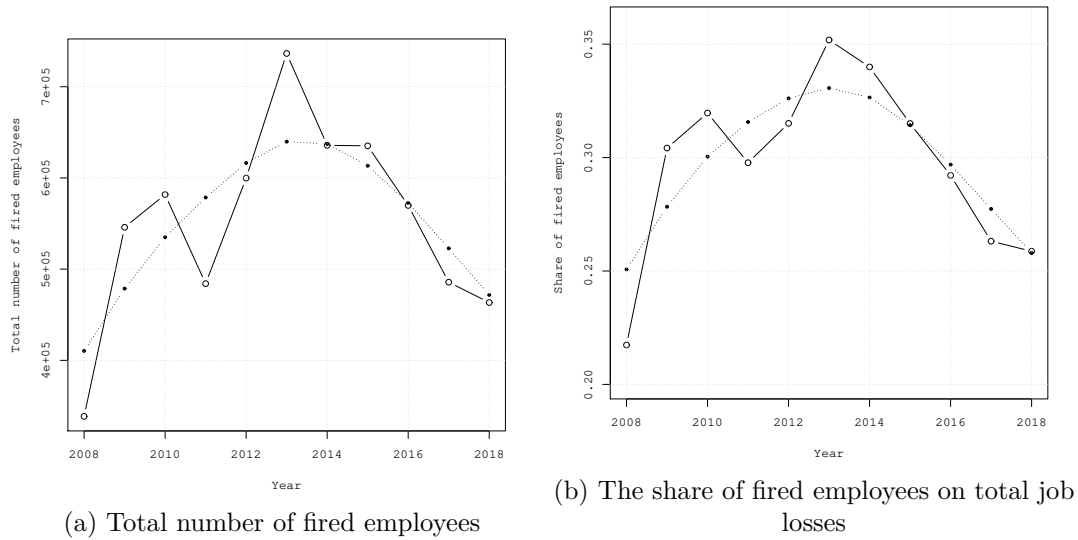 Total number of fired employees
7e+05
6e+05
5e+05
4e+05
2008 2010 2012 2014 2016 2018
Year
(a) Total number of fired employees
Share of fired employees
0.35
0.30
0.25
0.20
2008 2010 2012 2014 2016 2018
Year
(b) The share of fired employees on total job
losses